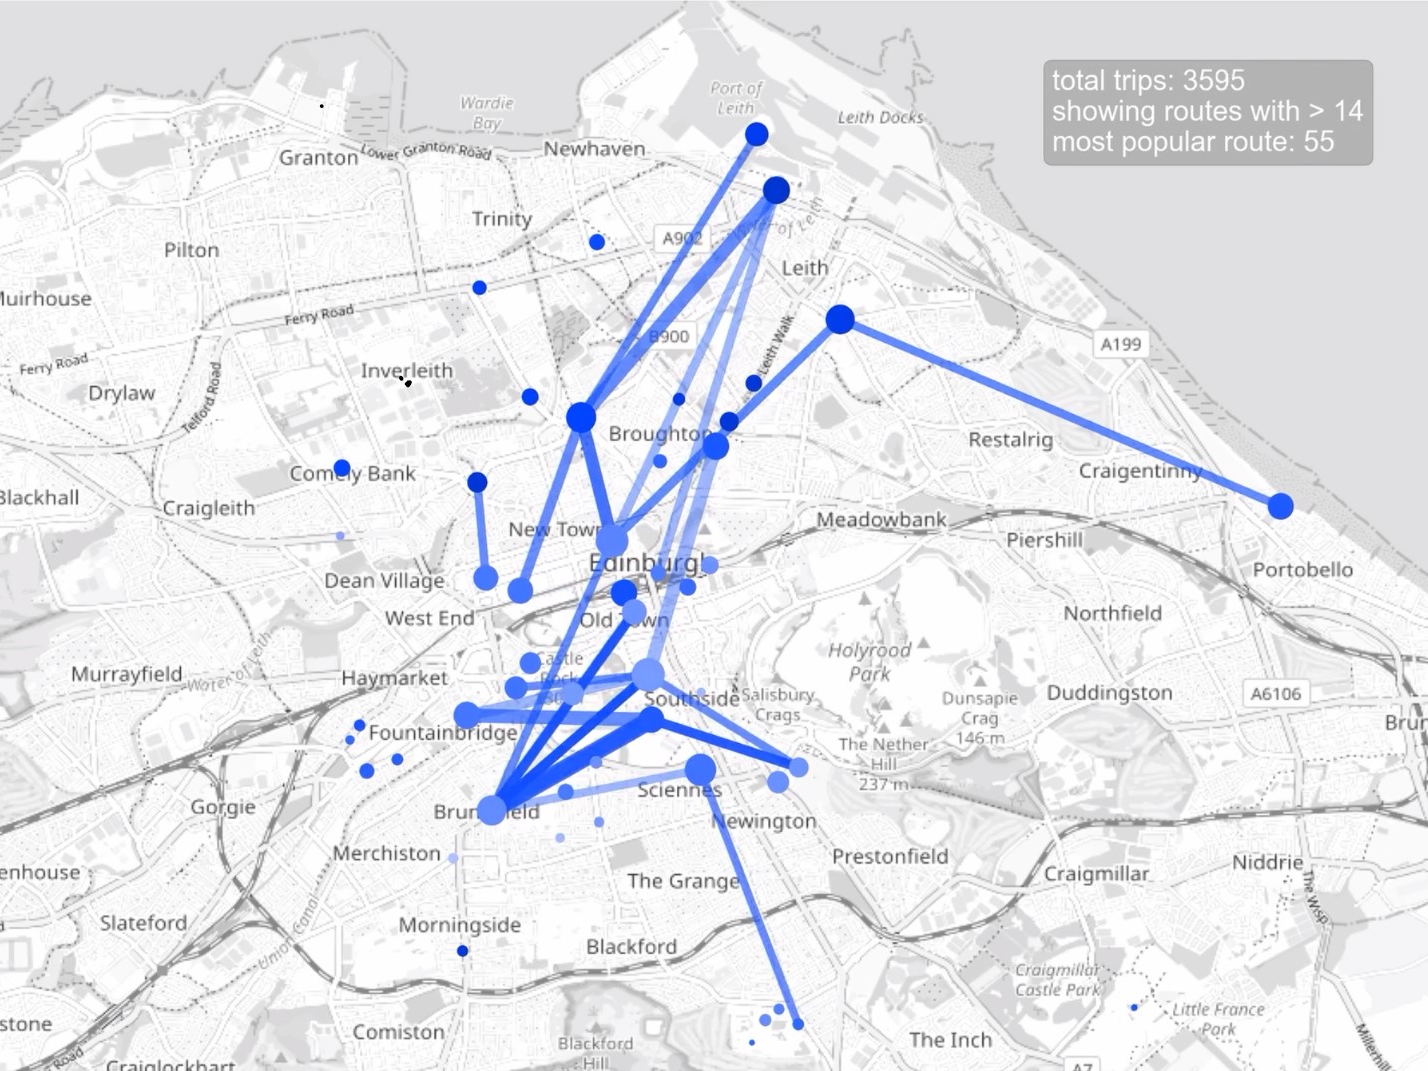 Port of
Leith
total trips: 3595
showing routes with > 14
most popular route: 55
Wardie
Bay
Leith Docks
Granton
Lower Granton Road
Newhaven
Trinity
A902
Pilton
Leith
Muirhouse
Ferry Road
B900
Leith Walk
A199
Ferry Road
Inverleith
Drylaw
Telford Road
Broughton
Restalrig
Comely Bank
Craigentinny
Blackhall
Craigleith
New Town
Meadowbank
Piershill
Edinburgh
Dean Village
Portobello
West End
Old Town
Northfield
Water of Leith
Castle
Rock
Holyrood
Park
Murrayfield
Haymarket
Southside
Salisbury
Crags
Dunsapie
Crag
146 m
Duddingston
A6106
Brun
Fountainbridge
The Nether
Hill
237 m
Sciennes
Gorgie
Newington
Merchiston
Prestonfield
Niddrie
enhouse
The Grange
Craigmillar
The Wisp
Slateford
Union Canal
Morningside
Blackford
Craigmillar
Castle Park
Little France
Park
stone
Comiston
Blackford
Hill
The Inch
Road
Craiglockhart
A7
Millerhill